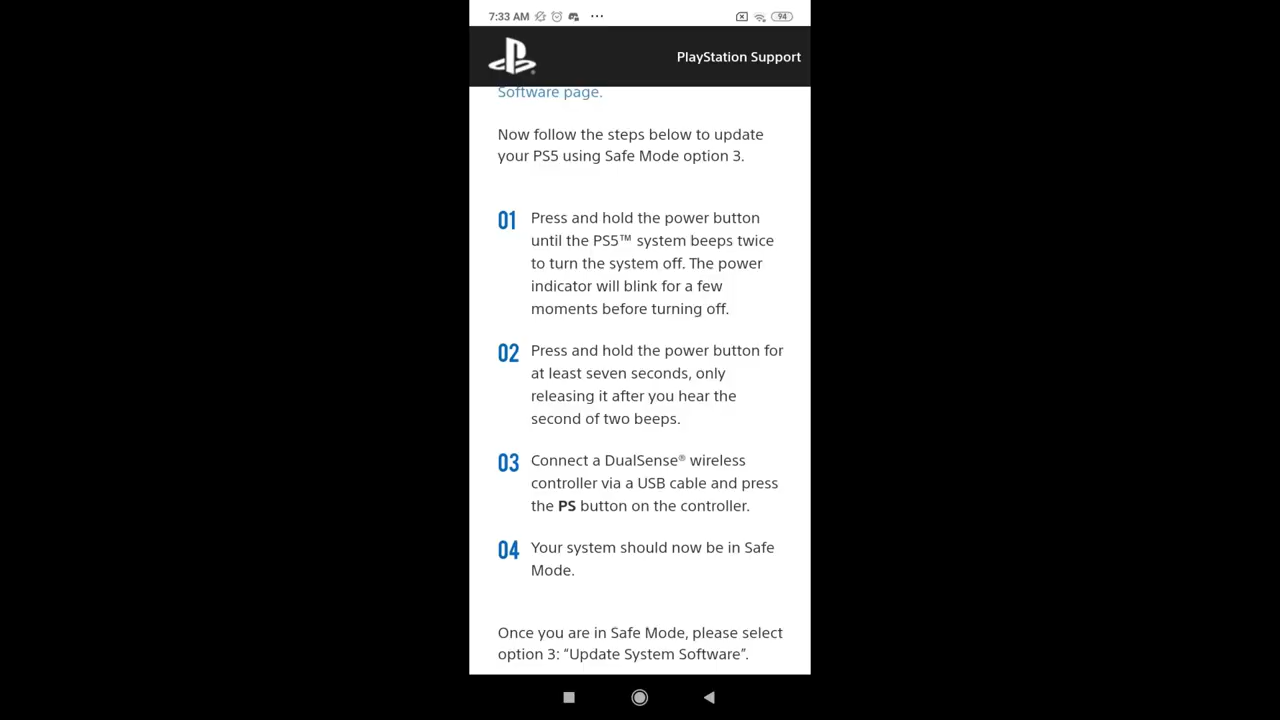 7:33 AM ... 94
PlayStation Support
Software page.
Now follow the steps below to update
your PS5 using Safe Mode option 3.
01 Press and hold the power button
until the PS5™ system beeps twice
to turn the system off. The power
indicator will blink for a few
moments before turning off.
02 Press and hold the power button for
at least seven seconds, only
releasing it after you hear the
second of two beeps.
03 Connect a DualSense® wireless
controller via a USB cable and press
the PS button on the controller.
04 Your system should now be in Safe
Mode.
Once you are in Safe Mode, please select
option 3: “Update System Software”.